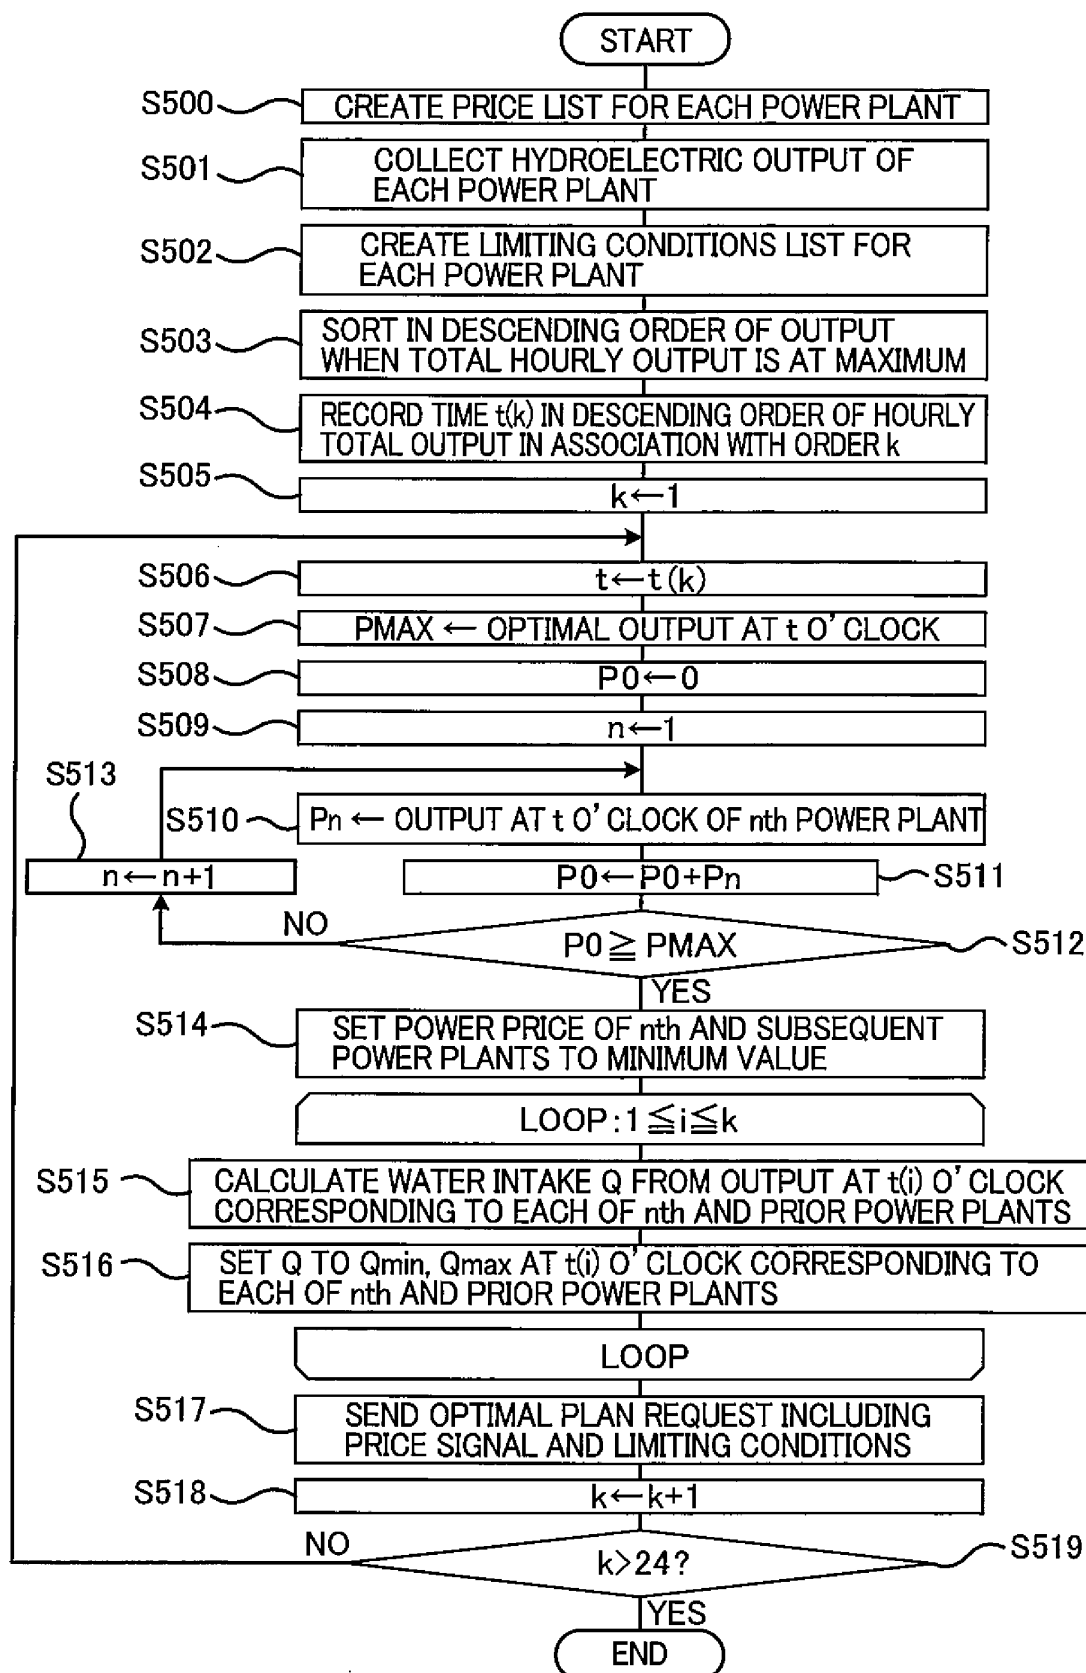 START
S500
CREATE PRICE LIST FOR EACH POWER PLANT
S501
COLLECT HYDROELECTRIC OUTPUT OF
EACH POWER PLANT
S502
CREATE LIMITING CONDITIONS LIST FOR
EACH POWER PLANT
S503
SORT IN DESCENDING ORDER OF OUTPUT
WHEN TOTAL HOURLY OUTPUT IS AT MAXIMUM
S504
RECORD TIME t(k) IN DESCENDING ORDER OF HOURLY
TOTAL OUTPUT IN ASSOCIATION WITH ORDER k
S505
k←1
S506
t←t(k)
S507
PMAX ← OPTIMAL OUTPUT AT t O'CLOCK
S508
P0←0
S509
n←1
S513
S510
Pn ← OUTPUT AT t O'CLOCK OF nth POWER PLANT
n←n+1
P0←P0+Pn
S511
NO
P0≧PMAX
S512
YES
S514
SET POWER PRICE OF nth AND SUBSEQUENT
POWER PLANTS TO MINIMUM VALUE
LOOP:1≦i≦k
S515
CALCULATE WATER INTAKE Q FROM OUTPUT AT t(i) O'CLOCK
CORRESPONDING TO EACH OF nth AND PRIOR POWER PLANTS
S516
SET Q TO Qmin, Qmax AT t(i) O'CLOCK CORRESPONDING TO
EACH OF nth AND PRIOR POWER PLANTS
LOOP
S517
SEND OPTIMAL PLAN REQUEST INCLUDING
PRICE SIGNAL AND LIMITING CONDITIONS
S518
k←k+1
NO
k>24?
S519
YES
END